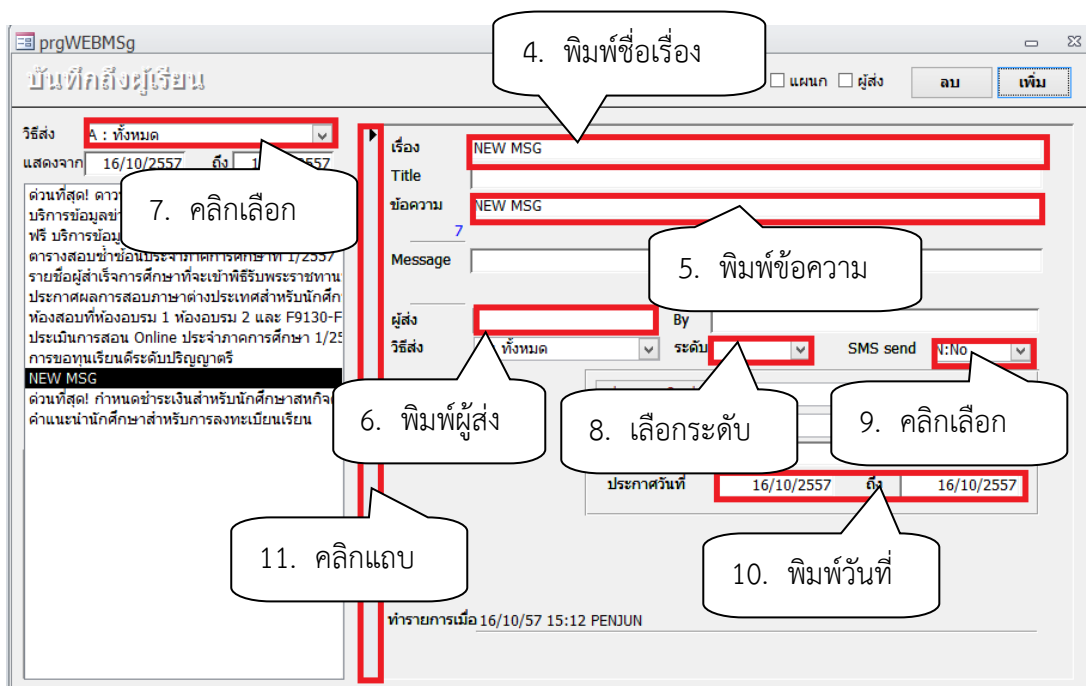 prgWEBMSg
4. พิมพ์ชื่อเรื่อง
บันทึกถึงผู้เรียน
แผนก ผู้ส่ง ลบ เพิ่ม
วิธีส่ง A : ทั้งหมด
แสดงจาก 16/10/2557 ถึง 1 2557
7. คลิกเลือก
ด่วนที่สุด!
บริการข้อมูล
ฟรี บริการข้อมู
ตารางสอบซ้ำซ้อนประจำภาคการศึกษาที่ 1/2557
รายชื่อผู้สำเร็จการศึกษาที่จะเข้าพิธีรับพระราชทาน
ประกาศผลการสอบภาษาต่างประเทศสำหรับนักศึก
ห้องสอบที่ห้องอบรม 1 ห้องอบรม 2 และ F9130-F
ประเมินการสอน Online ประจำภาคการศึกษา 1/25
การขอทุนเรียนดีระดับปริญญาตรี
NEW MSG
ด่วนที่สุด! กำหนดชำระเงินสำหรับนักศึกษาสหกิจ
คำแนะนำนักศึกษาสำหรับการลงทะเบียนเรียน
เรื่อง NEW MSG
Title
ข้อความ NEW MSG
7
5. พิมพ์ข้อความ
Message
ผู้ส่ง By
วิธีส่ง ทั้งหมด ระดับ SMS send N:No
6. พิมพ์ผู้ส่ง
8. เลือกระดับ
9. คลิกเลือก
ประกาศวันที่ 16/10/2557 ถึง 16/10/2557
11. คลิกแถบ
10. พิมพ์วันที่
ทำรายการเมื่อ 16/10/57 15:12 PENJUN